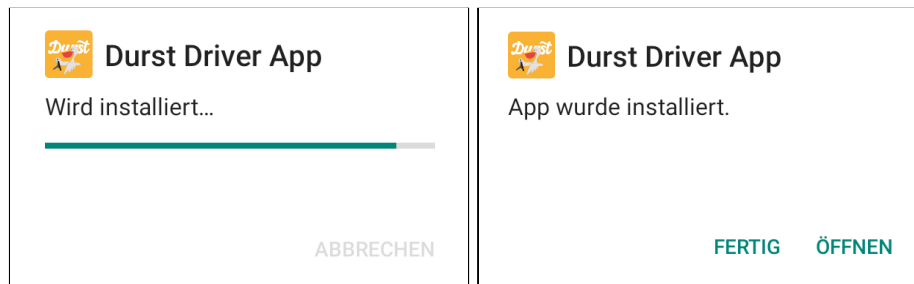 Durst
Durst Driver App
Wird installiert…
ABBRECHEN
Durst
Durst Driver App
App wurde installiert.
FERTIG
ÖFFNEN